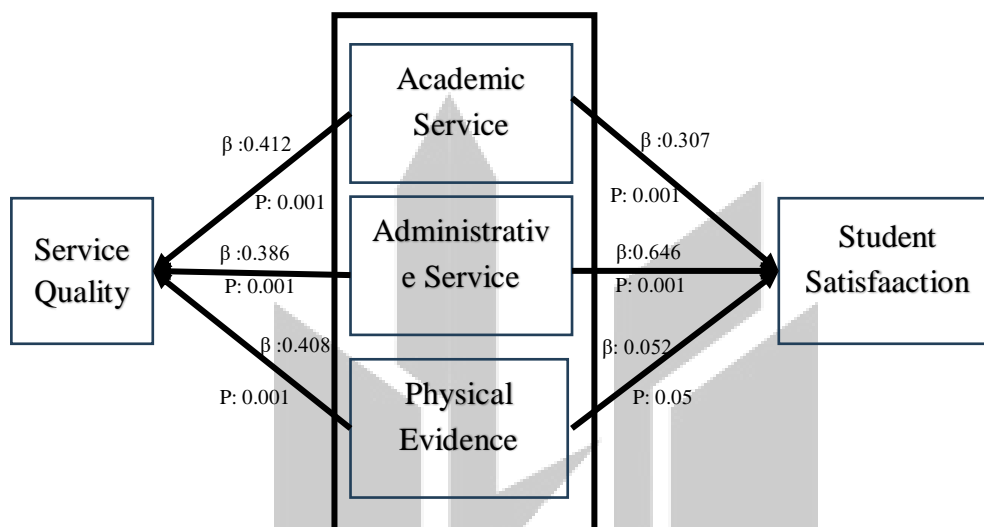 Academic
Service
β :0.412
β :0.307
P: 0.001
P: 0.001
Service
Quality
Administrativ
e Service
β :0.386
P: 0.001
β:0.646
P: 0.001
Student
Satisfaaction
β :0.408
β: 0.052
P: 0.001
Physical
Evidence
P: 0.05